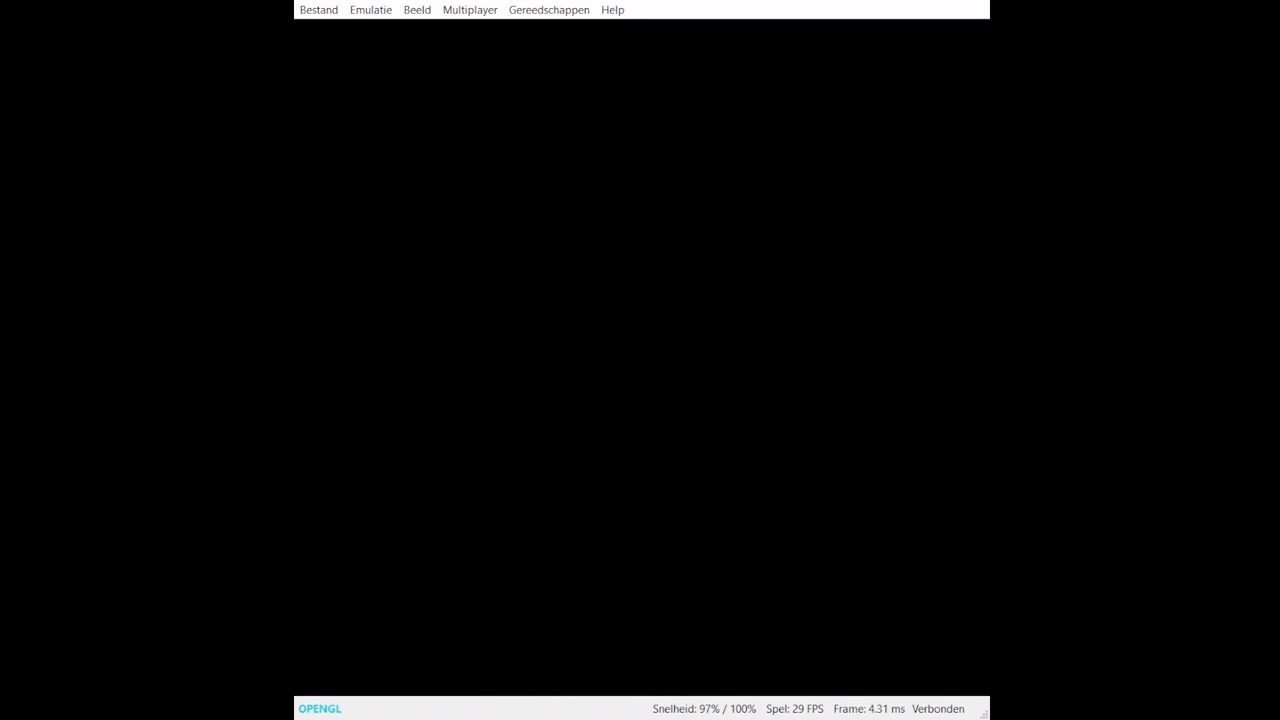 Bestand Emulatie Beeld Multiplayer Gereedschappen Help
OPENGL Snelheid: 97% / 100% Spel: 29 FPS Frame: 4.31 ms Verbonden